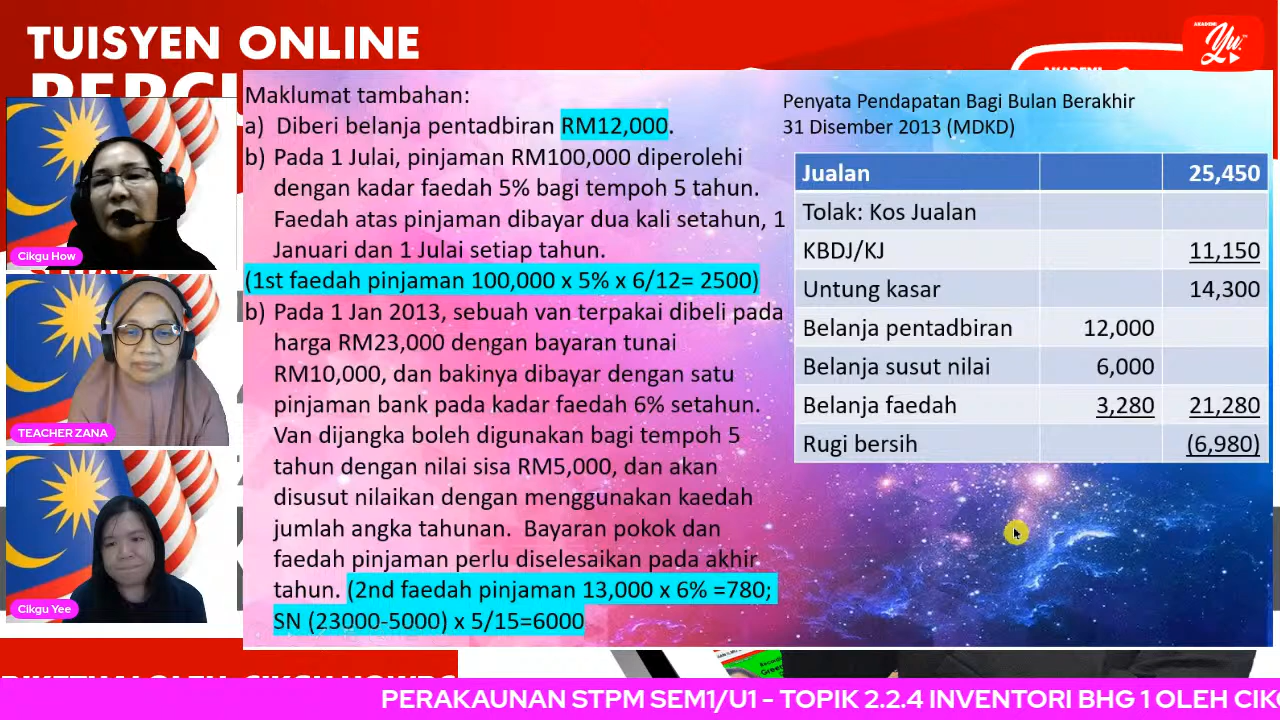 TUISYEN ONLINE
AKADEMI
Yu
AKADEMI
Maklumat tambahan:
a) Diberi belanja pentadbiran RM12,000.
b) Pada 1 Julai, pinjaman RM100,000 diperolehi
dengan kadar faedah 5% bagi tempoh 5 tahun.
Faedah atas pinjaman dibayar dua kali setahun, 1
Januari dan 1 Julai setiap tahun.
(1st faedah pinjaman 100,000 x 5% x 6/12= 2500)
b) Pada 1 Jan 2013, sebuah van terpakai dibeli pada
harga RM23,000 dengan bayaran tunai
RM10,000, dan bakinya dibayar dengan satu
pinjaman bank pada kadar faedah 6% setahun.
Van dijangka boleh digunakan bagi tempoh 5
tahun dengan nilai sisa RM5,000, dan akan
disusut nilaikan dengan menggunakan kaedah
jumlah angka tahunan. Bayaran pokok dan
faedah pinjaman perlu diselesaikan pada akhir
tahun. (2nd faedah pinjaman 13,000 x 6% =780;
SN (23000-5000) x 5/15=6000
Penyata Pendapatan Bagi Bulan Berakhir
31 Disember 2013 (MDKD)
Jualan 25,450
Tolak: Kos Jualan
KBDJ/KJ 11,150
Untung kasar 14,300
Belanja pentadbiran 12,000
Belanja susut nilai 6,000
Belanja faedah 3,280 21,280
Rugi bersih (6,980)
Cikgu How
TEACHER ZANA
Cikgu Yee
PERAKAUNAN STPM SEM1/U1 – TOPIK 2.2.4 INVENTORI BHG 1 OLEH CIKG